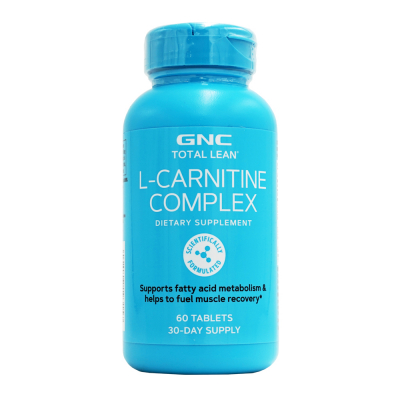 GNC
TOTAL LEAN®
L-CARNITINE
COMPLEX
DIETARY SUPPLEMENT
SCIENTIFICALLY
FORMULATED
Supports fatty acid metabolism &
helps to fuel muscle recovery*
60 TABLETS
30-DAY SUPPLY